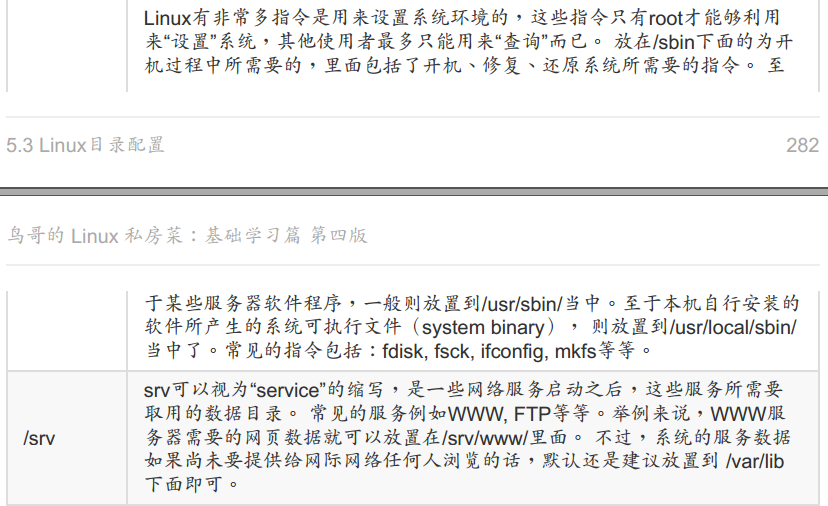 Linux有非常多指令是用来设置系统环境的，这些指令只有root才能够利用
来“设置”系统，其他使用者最多只能用来“查询”而已。 放在/sbin下面的为开
机过程中所需要的，里面包括了开机、修复、还原系统所需要的指令。 至
5.3 Linux目录配置 282
鸟哥的 Linux 私房菜：基础学习篇 第四版
于某些服务器软件程序，一般则放置到/usr/sbin/当中。至于本机自行安装的
软件所产生的系统可执行文件（system binary）， 则放置到/usr/local/sbin/
当中了。常见的指令包括：fdisk, fsck, ifconfig, mkfs等等。
/srv
srv可以视为“service”的缩写，是一些网络服务启动之后，这些服务所需要
取用的数据目录。 常见的服务例如WWW, FTP等等。举例来说，WWW服
务器需要的网页数据就可以放置在/srv/www/里面。 不过，系统的服务数据
如果尚未要提供给网际网络任何人浏览的话，默认还是建议放置到 /var/lib
下面即可。